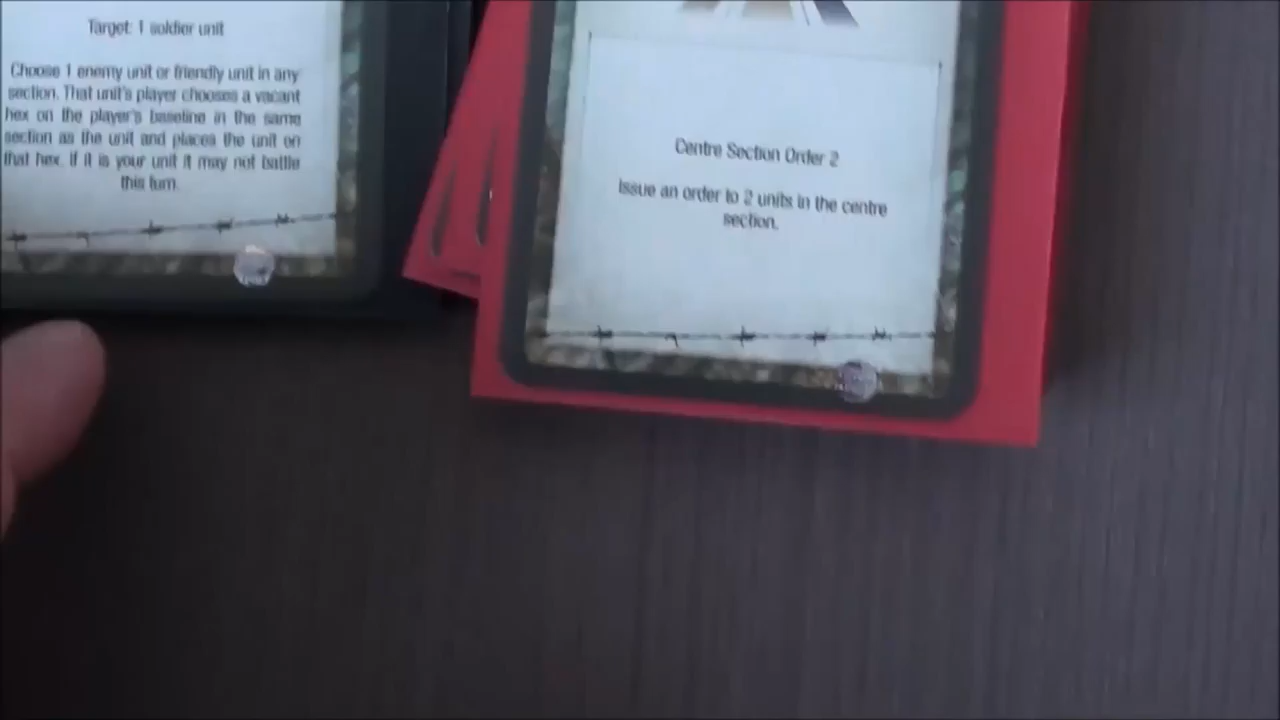 Target: 1 soldier unit
Choose 1 enemy unit or friendly unit in any
section. That unit's player chooses a vacant
hex on the player's baseline in the same
section as the unit and places the unit on
that hex. If it is your unit it may not battle
this turn.
Centre Section Order 2
Issue an order to 2 units in the centre
section.